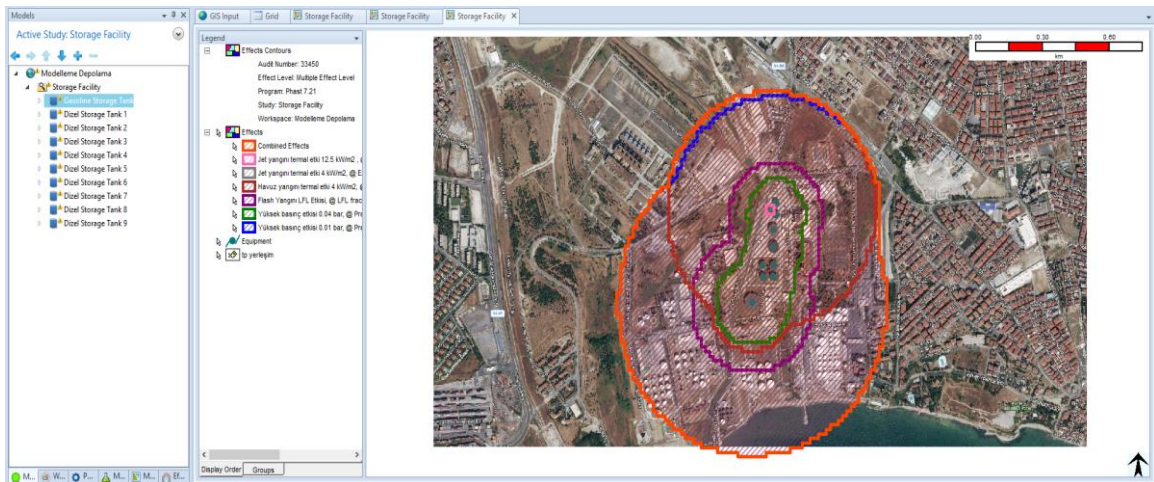 Models
Active Study: Storage Facility
Modelleme Depolama
Storage Facility
Gasoline Storage Tank
Dizel Storage Tank 1
Dizel Storage Tank 2
Dizel Storage Tank 3
Dizel Storage Tank 4
Dizel Storage Tank 5
Dizel Storage Tank 6
Dizel Storage Tank 7
Dizel Storage Tank 8
Dizel Storage Tank 9
M... W... P... M... M... Ef...
GIS Input Grid Storage Facility Storage Facility Storage Facility
Legend
Effects Contours
Audit Number: 33450
Effect Level: Multiple Effect Level
Program: Phast 7.21
Study: Storage Facility
Workspace: Modelleme Depolama
Effects
Combined Effects
Jet yangını termal etki 12.5 kW/m2 , @
Jet yangını termal etki 4 kW/m2, @ E
Havuz yangını termal etki 4 kW/m2,
Flash Yangını LFL Etkisi, @ LFL frac
Yüksek basınç etkisi 0.04 bar, @ Pre
Yüksek basınç etkisi 0.01 bar, @ Pre
Equipment
tp yerleşim
Display Order Groups
0.00 0.30 0.60
km